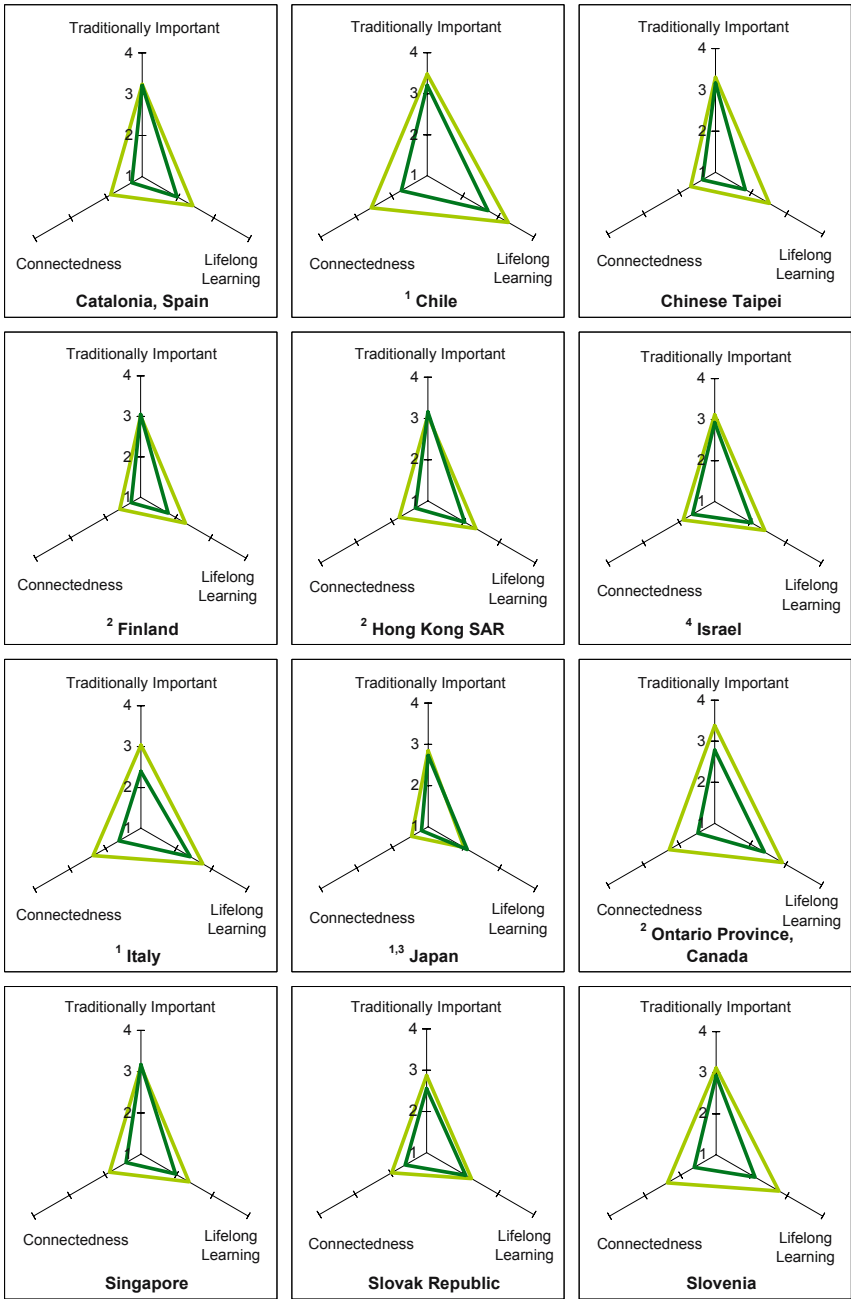 Traditionally Important
4
3
2
1
Connectedness
Lifelong
Learning
Catalonia, Spain
Traditionally Important
4
3
2
1
Connectedness
Lifelong
Learning
1 Chile
Traditionally Important
4
3
2
1
Connectedness
Lifelong
Learning
Chinese Taipei
Traditionally Important
4
3
2
1
Connectedness
Lifelong
Learning
2 Finland
Traditionally Important
4
3
2
1
Connectedness
Lifelong
Learning
2 Hong Kong SAR
Traditionally Important
4
3
2
1
Connectedness
Lifelong
Learning
4 Israel
Traditionally Important
4
3
2
1
Connectedness
Lifelong
Learning
1 Italy
Traditionally Important
4
3
2
1
Connectedness
Lifelong
Learning
1,3 Japan
Traditionally Important
4
3
2
1
Connectedness
Lifelong
Learning
2 Ontario Province,
Canada
Traditionally Important
4
3
2
1
Connectedness
Lifelong
Learning
Singapore
Traditionally Important
4
3
2
1
Connectedness
Lifelong
Learning
Slovak Republic
Traditionally Important
4
3
2
1
Connectedness
Lifelong
Learning
Slovenia